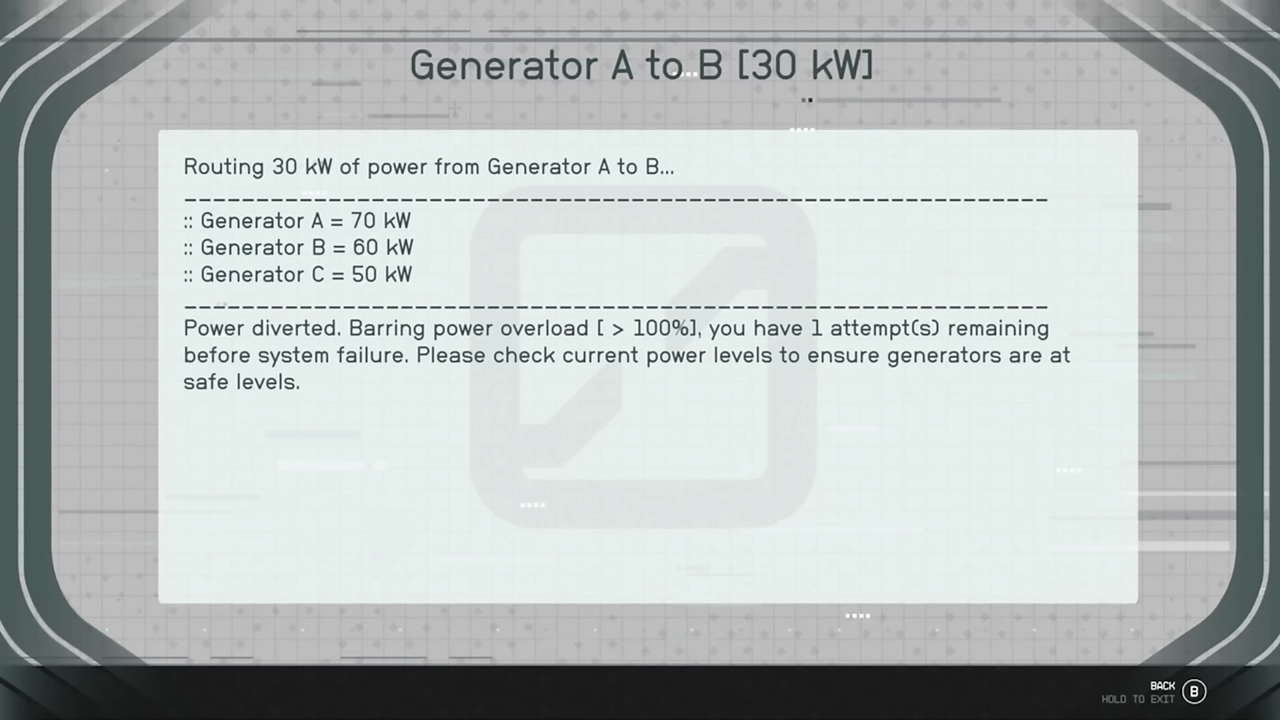 Generator A to B [30 kW]
Routing 30 kW of power from Generator A to B...
:: Generator A = 70 kW
:: Generator B = 60 kW
:: Generator C = 50 kW
Power diverted. Barring power overload [ > 100%], you have 1 attempt(s) remaining
before system failure. Please check current power levels to ensure generators are at
safe levels.
BACK
HOLD TO EXIT
B